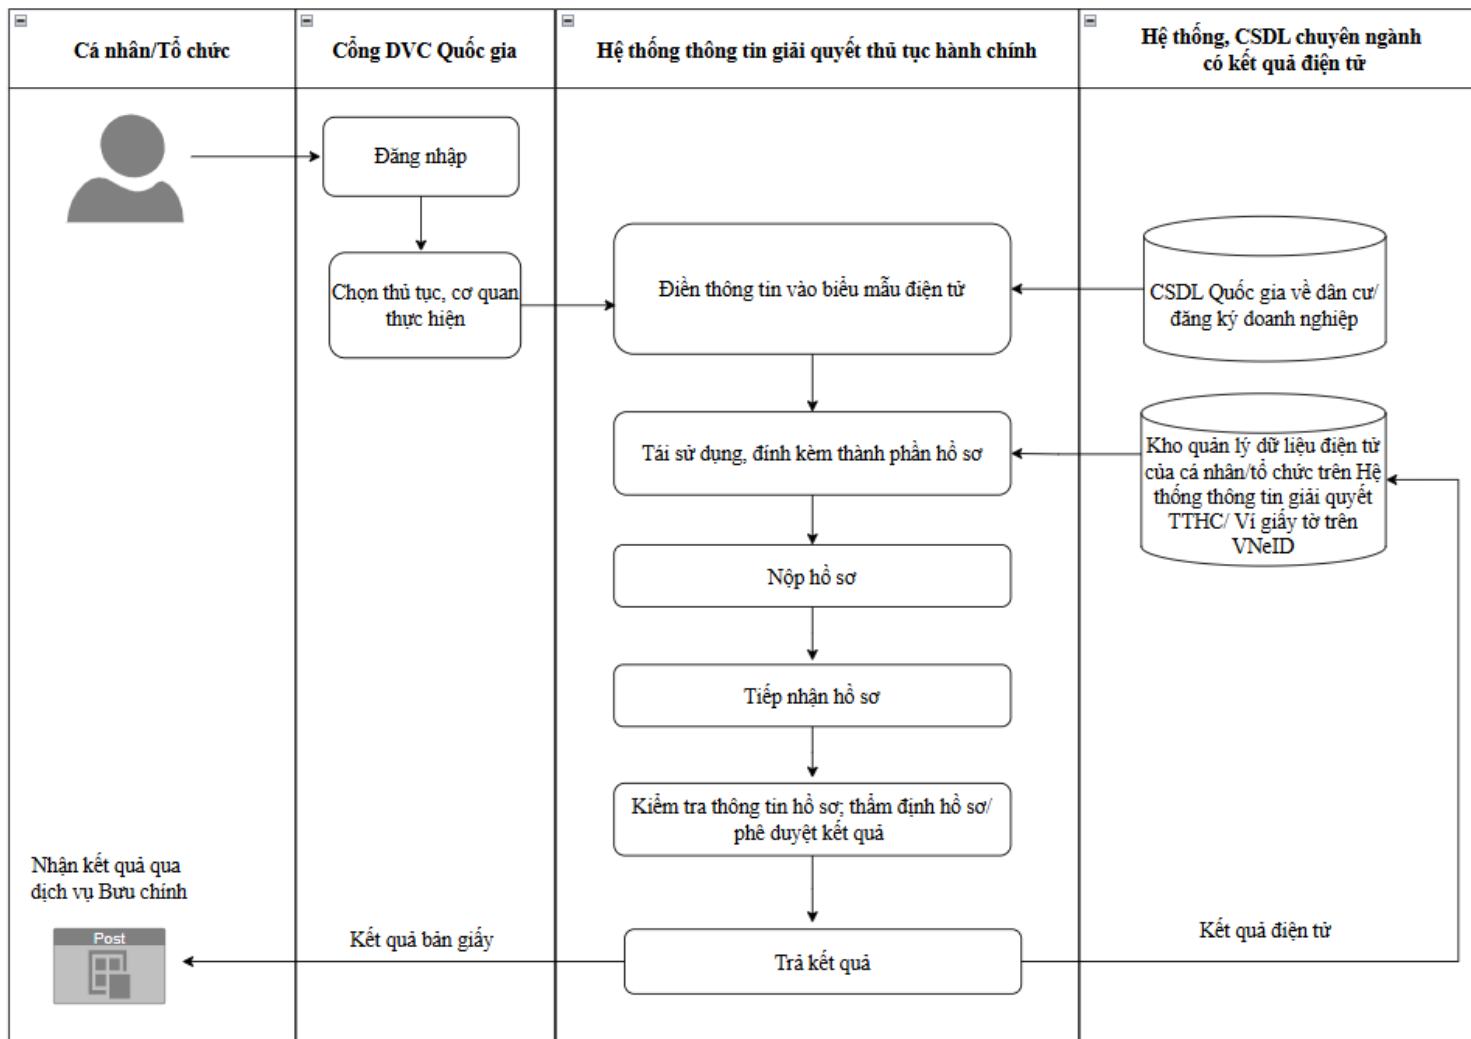 Cá nhân/Tổ chức
Cổng DVC Quốc gia
Hệ thống thông tin giải quyết thủ tục hành chính
Hệ thống, CSDL chuyên ngành
có kết quả điện tử
Đăng nhập
Chọn thủ tục, cơ quan
thực hiện
Điền thông tin vào biểu mẫu điện tử
CSDL Quốc gia về dân cư/
đăng ký doanh nghiệp
Tái sử dụng, đính kèm thành phần hồ sơ
Kho quản lý dữ liệu điện tử
của cá nhân/tổ chức trên Hệ
thống thông tin giải quyết
TTHC/ Ví giấy tờ trên
VNeID
Nộp hồ sơ
Tiếp nhận hồ sơ
Kiểm tra thông tin hồ sơ; thẩm định hồ sơ/
phê duyệt kết quả
Nhận kết quả qua
dịch vụ Bưu chính
Post
Kết quả bản giấy
Trả kết quả
Kết quả điện tử